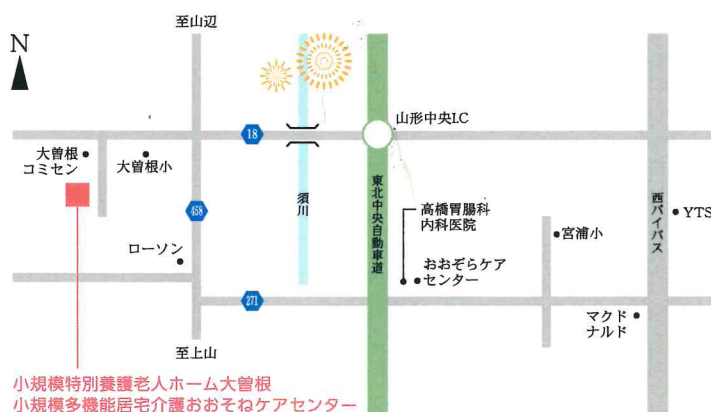 至山辺
N
山形中央I.C
18
大曽根
コミセン
大曽根小
458
須川
東北中央自動車道
高橋胃腸科
内科医院
西バイパス
YTS
宮浦小
ローソン
おおぞらケア
センター
271
マクド
ナルド
至上山
小規模特別養護老人ホーム大曽根
小規模多機能居宅介護おおそねケアセンター